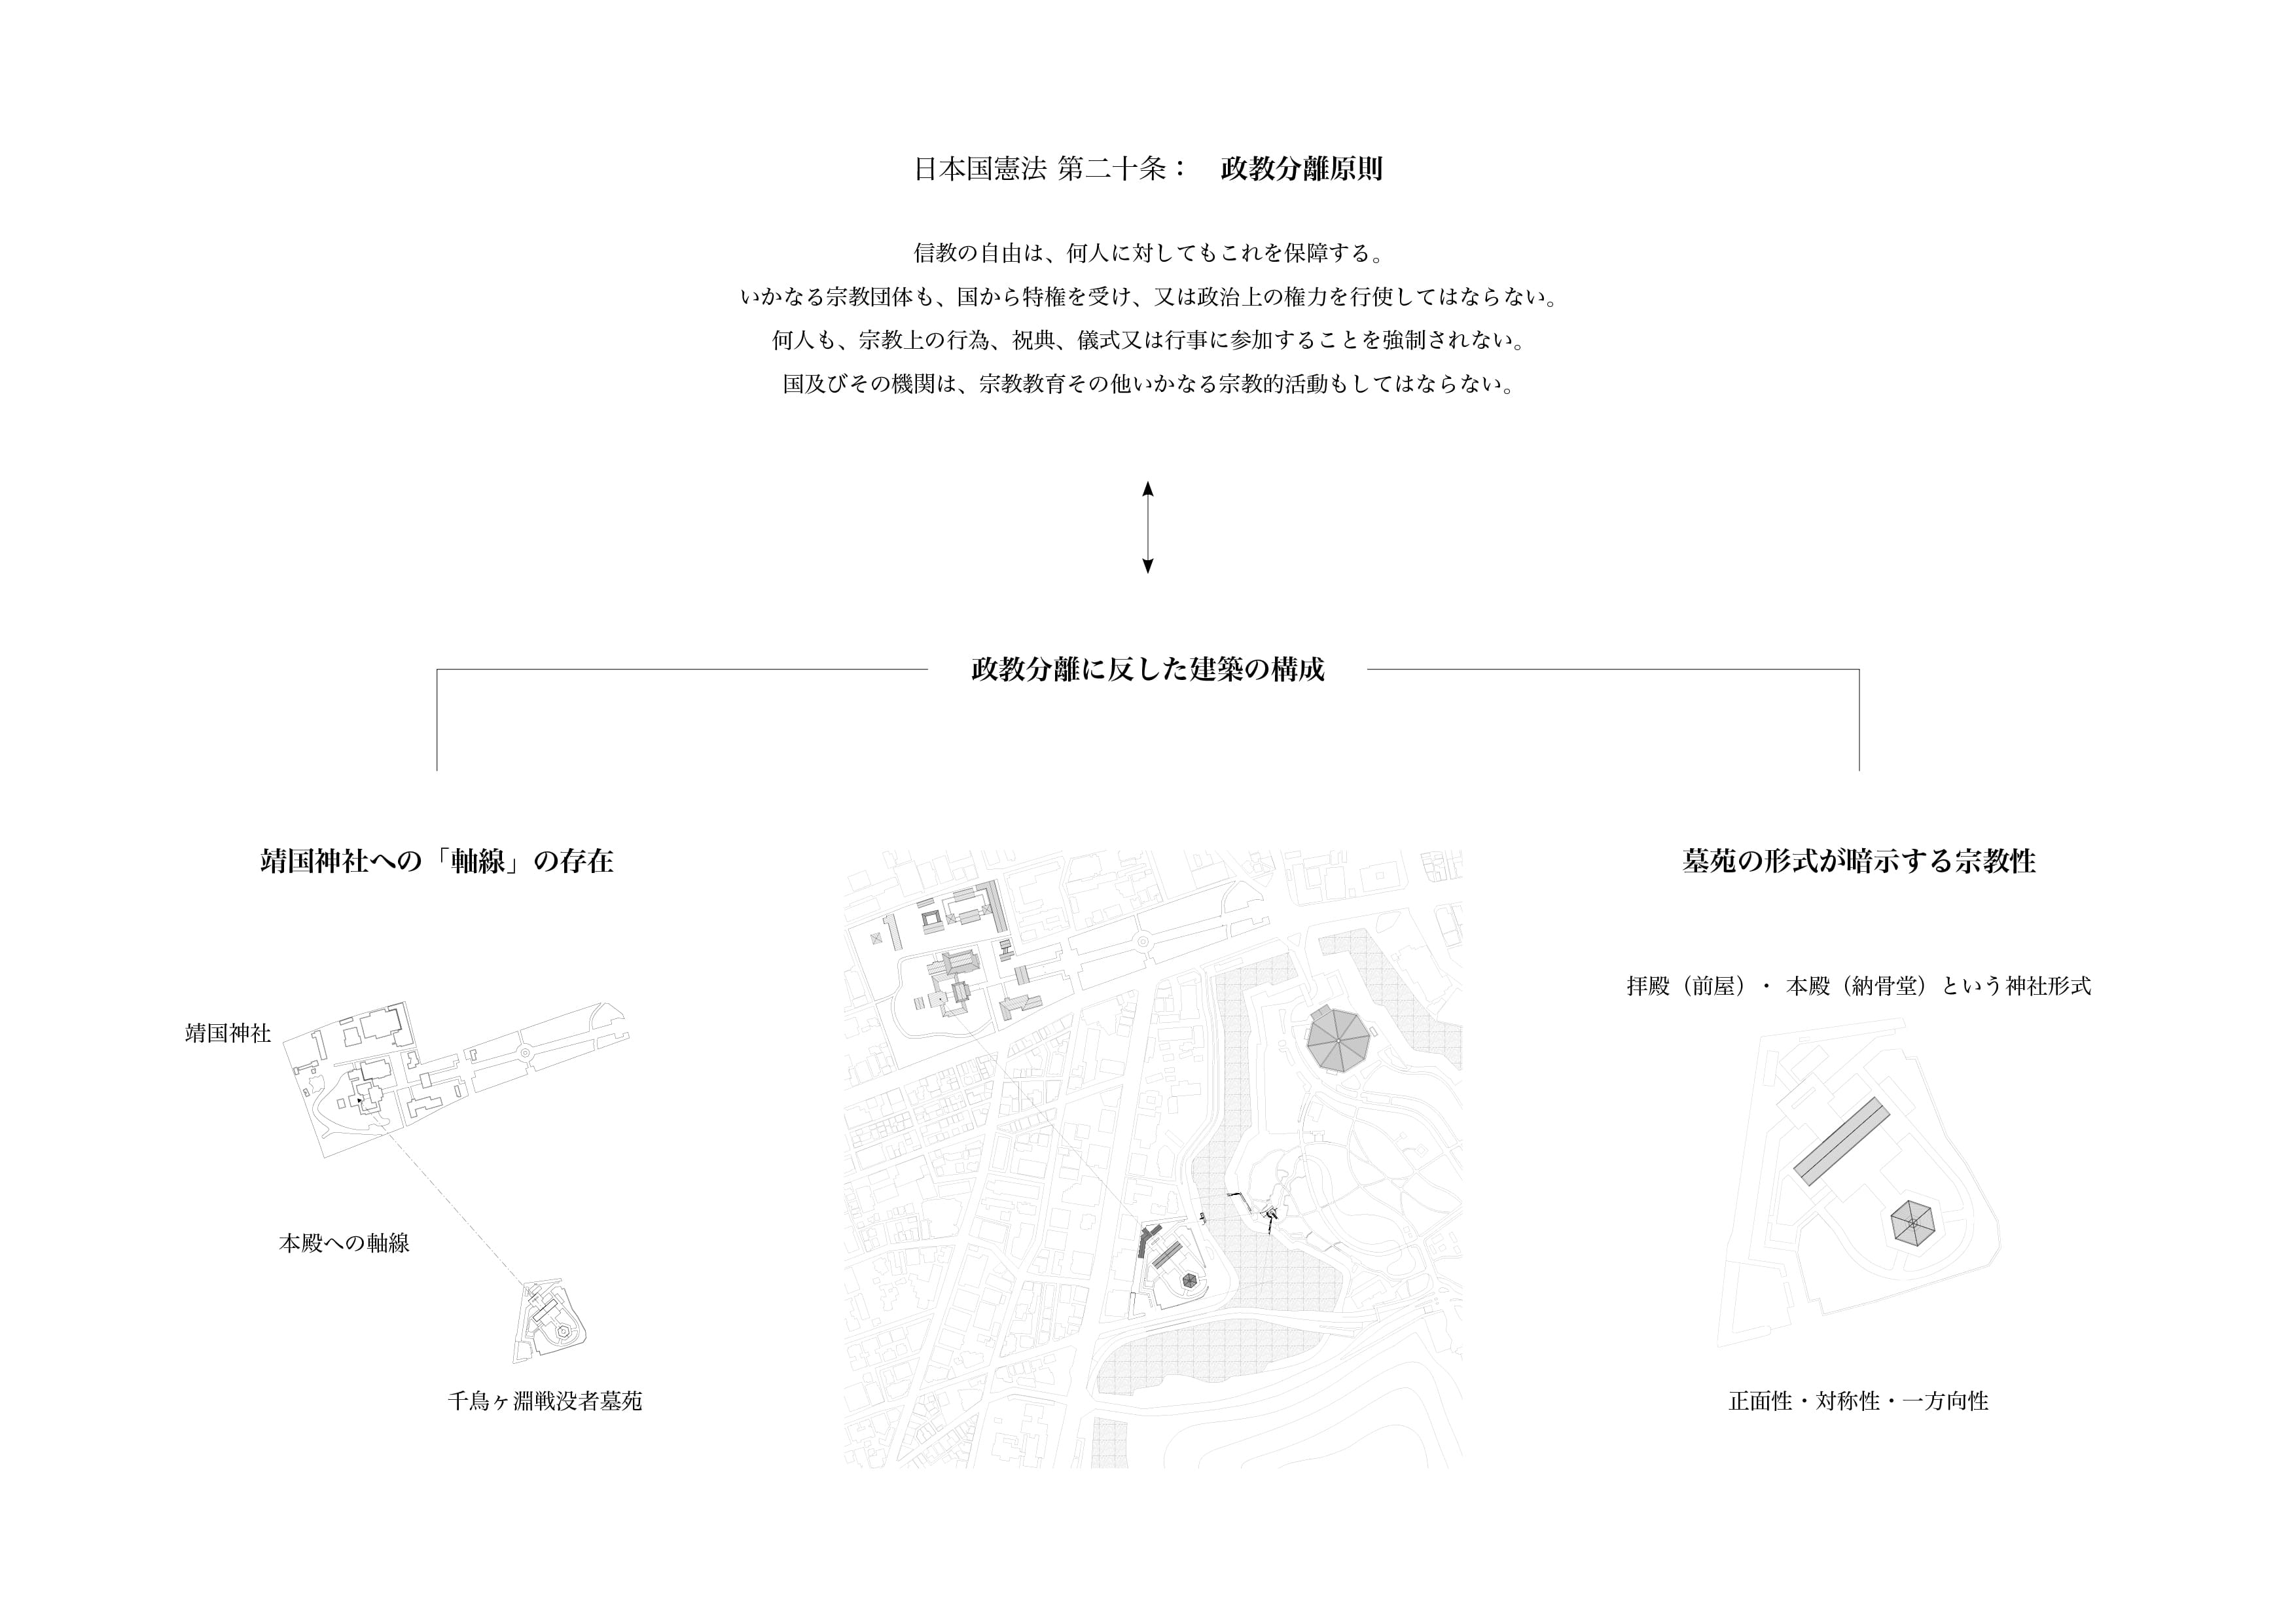 日本国憲法 第二十条： 政教分離原則
信教の自由は、何人に対してもこれを保障する。
いかなる宗教団体も、国から特権を受け、又は政治上の権力を行使してはならない。
何人も、宗教上の行為、祝典、儀式又は行事に参加することを強制されない。
国及びその機関は、宗教教育その他いかなる宗教的活動もしてはならない。
政教分離に反した建築の構成
靖国神社への「軸線」の存在
靖国神社
本殿への軸線
千鳥ヶ淵戦没者墓苑
墓苑の形式が暗示する宗教性
拝殿（前屋）・ 本殿（納骨堂）という神社形式
正面性・対称性・一方向性